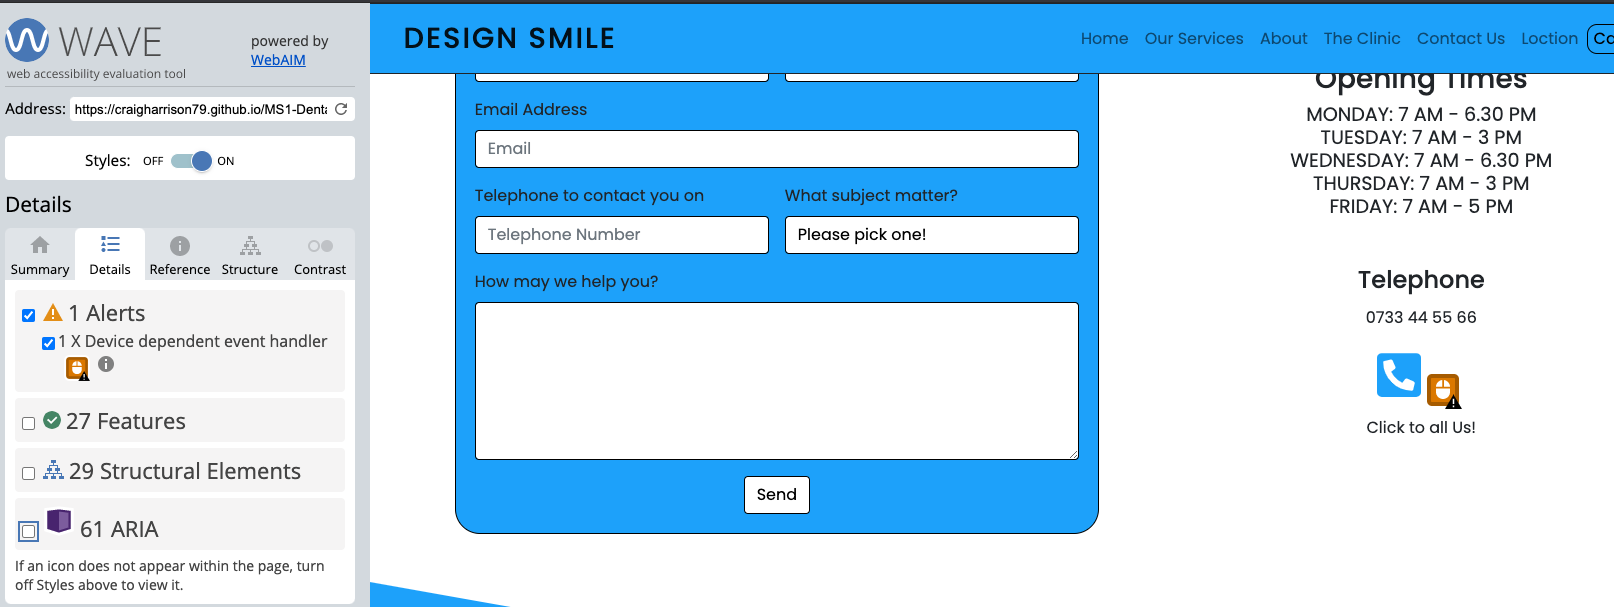 WAVE
web accessibility evaluation tool
powered by
WebAIM
Address: https://craigharrison79.github.io/MS1-Denta
Styles: OFF ON
Details
Summary Details Reference Structure Contrast
1 Alerts
1 X Device dependent event handler
27 Features
29 Structural Elements
61 ARIA
If an icon does not appear within the page, turn
off Styles above to view it.
DESIGN SMILE
Home Our Services About The Clinic Contact Us Loction
Email Address
Email
Telephone to contact you on What subject matter?
Telephone Number Please pick one!
How may we help you?
Send
Opening Times
MONDAY: 7 AM - 6.30 PM
TUESDAY: 7 AM - 3 PM
WEDNESDAY: 7 AM - 6.30 PM
THURSDAY: 7 AM - 3 PM
FRIDAY: 7 AM - 5 PM
Telephone
0733 44 55 66
Click to all Us!